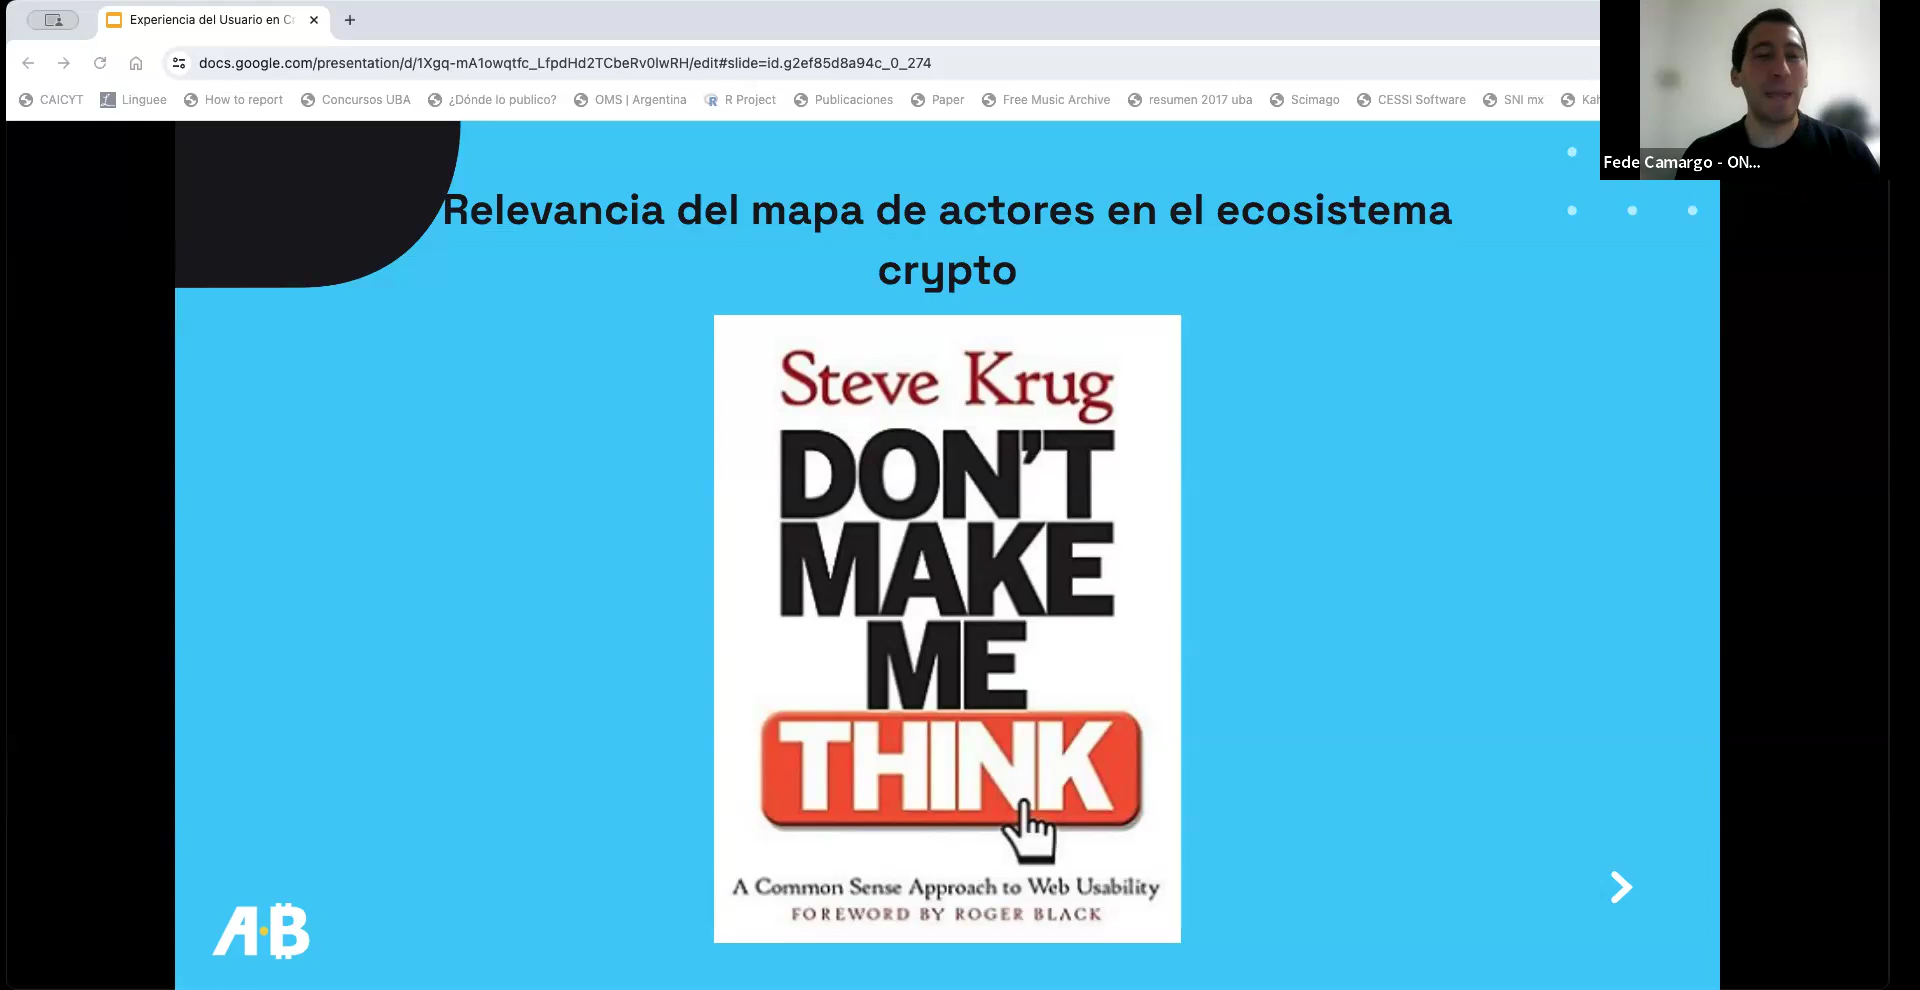 Experiencia del Usuario en C
docs.google.com/presentation/d/1Xgq-mA1owqtfc_LfpdHd2TCbeRv0lwRH/edit#slide=id.g2ef85d8a94c_0_274
CAICYT Linguee How to report Concursos UBA ¿Dónde lo publico? OMS | Argentina R Project Publicaciones Paper Free Music Archive resumen 2017 uba Scimago CESSI Software SNI mx Kah
Fede Camargo - ON...
Relevancia del mapa de actores en el ecosistema
crypto
Steve Krug
DON'T
MAKE
ME
THINK
A Common Sense Approach to Web Usability
FOREWORD BY ROGER BLACK
A·B